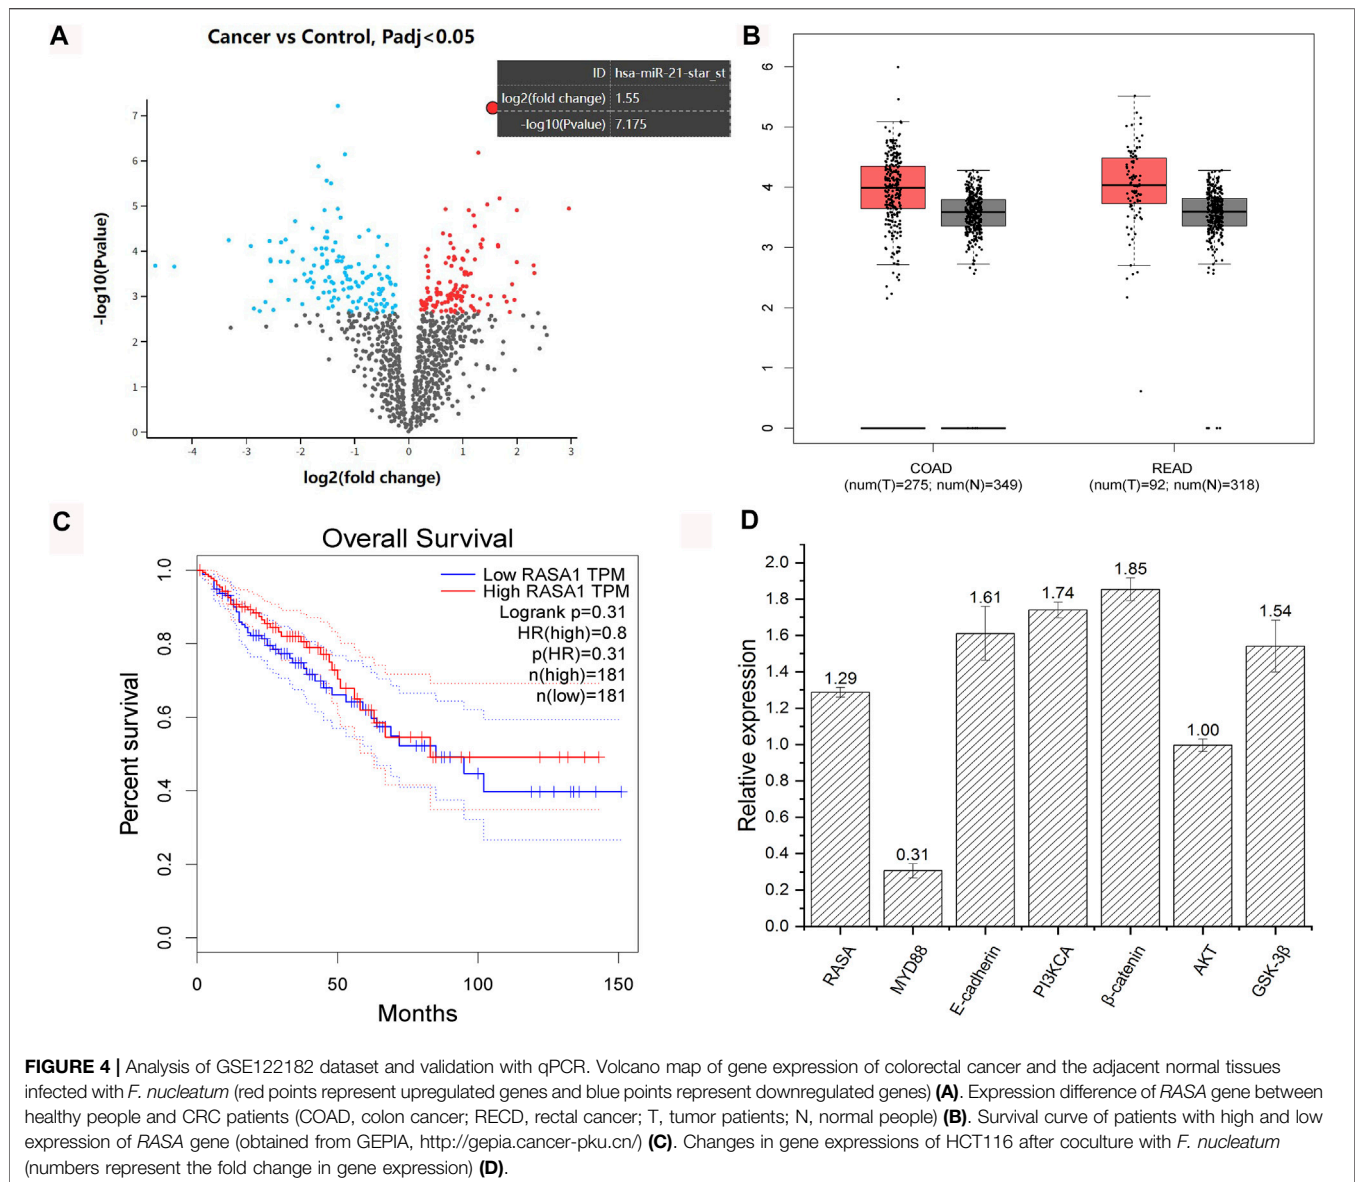 A
Cancer vs Control, Padj<0.05
ID hsa-miR-21-star_st
log2(fold change) 1.55
-log10(Pvalue) 7.175
7
6
5
4
3
2
1
0
-log10(Pvalue)
-4 -3 -2 -1 0 1 2 3
log2(fold change)
B
6
5
4
3
2
1
0
COAD
(num(T)=275; num(N)=349)
READ
(num(T)=92; num(N)=318)
C
Overall Survival
Low RASA1 TPM
High RASA1 TPM
Logrank p=0.31
HR(high)=0.8
p(HR)=0.31
n(high)=181
n(low)=181
1.0
0.8
0.6
0.4
0.2
0.0
Percent survival
0 50 100 150
Months
D
2.0
1.8
1.6
1.4
1.2
1.0
0.8
0.6
0.4
0.2
0.0
Relative expression
1.29
0.31
1.61
1.74
1.85
1.00
1.54
RASA
MYD88
E-cadherin
PI3KCA
β-catenin
AKT
GSK-3β
FIGURE 4 | Analysis of GSE122182 dataset and validation with qPCR. Volcano map of gene expression of colorectal cancer and the adjacent normal tissues
infected with F. nucleatum (red points represent upregulated genes and blue points represent downregulated genes) (A). Expression difference of RASA gene between
healthy people and CRC patients (COAD, colon cancer; RECD, rectal cancer; T, tumor patients; N, normal people) (B). Survival curve of patients with high and low
expression of RASA gene (obtained from GEPIA, http://gepia.cancer-pku.cn/) (C). Changes in gene expressions of HCT116 after coculture with F. nucleatum
(numbers represent the fold change in gene expression) (D).